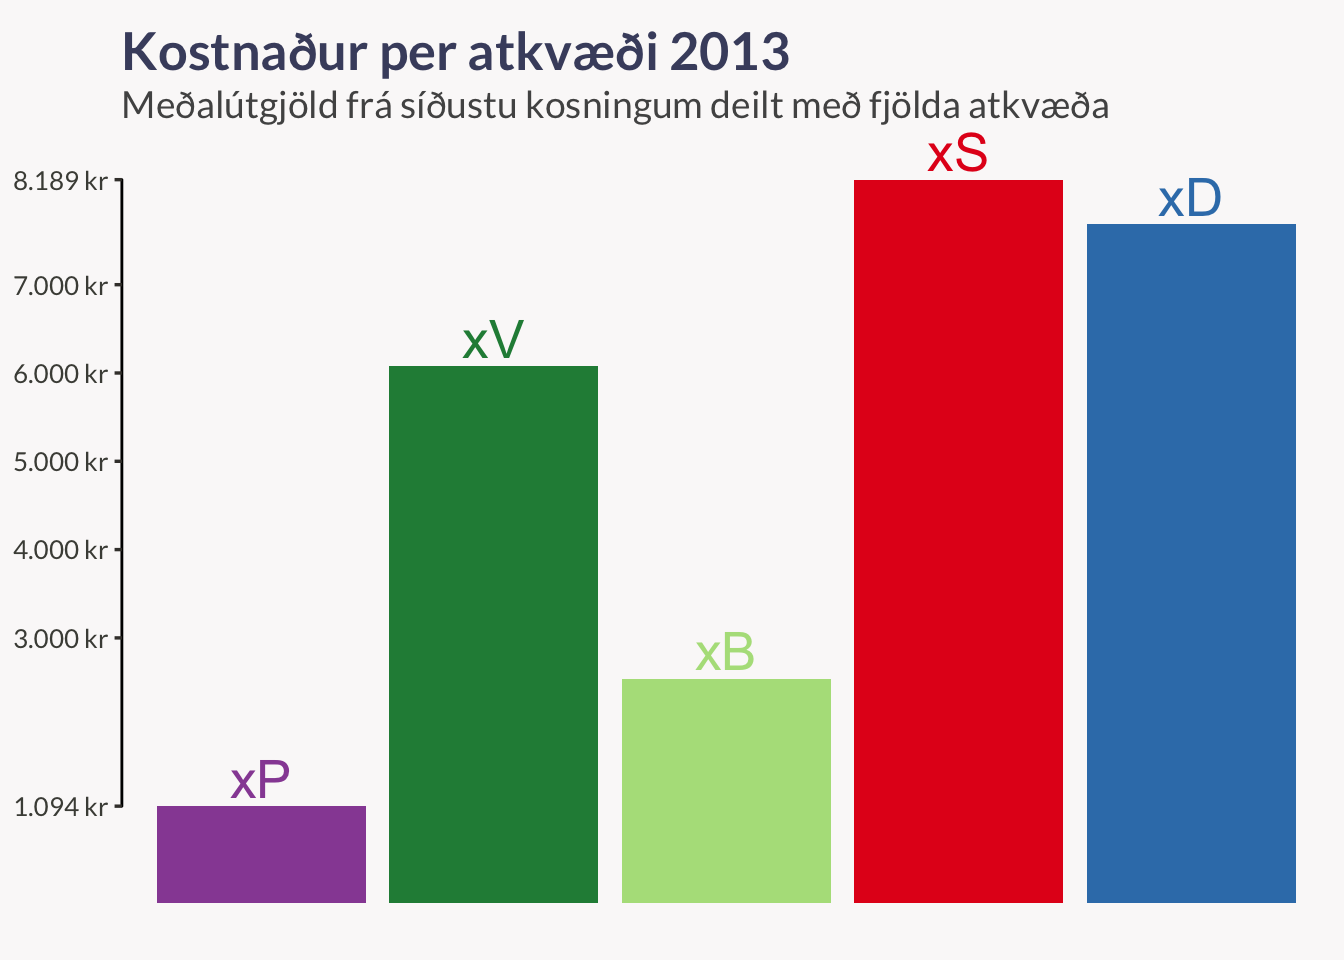 Kostnaður per atkvæði 2013
Meðalútgjöld frá síðustu kosningum deilt með fjölda atkvæða
xS
8.189 kr
xD
7.000 kr
xV
6.000 kr
5.000 kr
4.000 kr
3.000 kr
xB
xP
1.094 kr